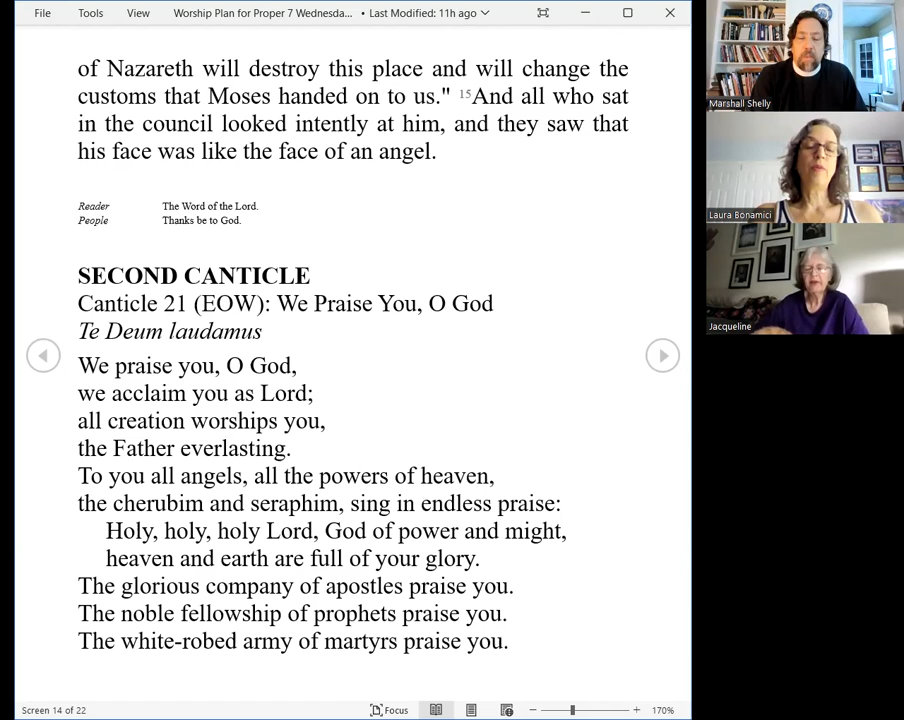 File Tools Worship Plan for Proper 7 Wednesda... • Last Modified: 11h ago
of Nazareth will destroy this place and will change the
customs that Moses handed on to us." 15And all who sat
in the council looked intently at him, and they saw that
his face was like the face of an angel.
Reader The Word of the Lord.
People Thanks be to God.
SECOND CANTICLE
Canticle 21 (EOW): We Praise You, O God
Te Deum laudamus
We praise you, O God,
we acclaim you as Lord;
all creation worships you,
the Father everlasting.
To you all angels, all the powers of heaven,
the cherubim and seraphim, sing in endless praise:
Holy, holy, holy Lord, God of power and might,
heaven and earth are full of your glory.
The glorious company of apostles praise you.
The noble fellowship of prophets praise you.
The white-robed army of martyrs praise you.
Screen 14 of 22 Focus 170%
Marshall Shelly
Laura Bonamici
Jacqueline